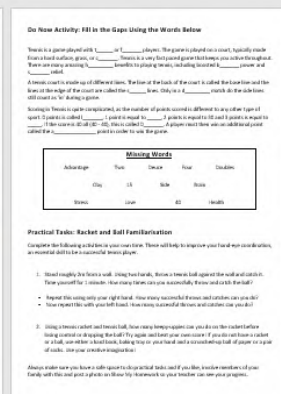 Do Now Activity: Fill in the Gaps Using the Words Below
Tennis is a game played with t________ or f________ players. The game is played on a court, typically made
from a hard surface, grass, or c________. Tennis is a very fast paced game that keeps you active throughout.
There are many amazing h________ benefits to playing tennis, including boosted b________ power and
s________ relief.
A tennis court is made up of different lines. The line at the back of the court is called the base line and the
lines at the edge of the court are called the s________ lines. Only in a d________ match do the side lines
still count as 'in' during a game.
Scoring in Tennis is quite complicated, as the number of points scored is different to any other type of
sport. 0 points is called l________, 1 point is equal to ____, 2 points is equal to 30 and 3 points is equal to
____. If the score is 40 all (40 - 40), this is called D________. A player must then win an additional point
called the a________ point in order to win the game.
Missing Words
Advantage Two Deuce Four Doubles
Clay 15 Side Brain
Stress Love 40 Health
Practical Tasks: Racket and Ball Familiarisation
Complete the following activities in your own time. These will help to improve your hand-eye coordination,
an essential skill to be a successful tennis player.
1. Stand roughly 2m from a wall. Using two hands, throw a tennis ball against the wall and catch it.
Time yourself for 1 minute. How many times can you successfully throw and catch the ball?
• Repeat this using only your right hand. How many successful throws and catches can you do?
• Now repeat this with your left hand. How many successful throws and catches can you do?
2. Using a tennis racket and tennis ball, how many keepy-uppies can you do on the racket before
losing control or dropping the ball? Try again and beat your own score! If you do not have a racket
or a ball, use either a hard book, baking tray or your hand and a scrunched-up ball of paper or a pair
of socks. Use your creative imagination!
Always make sure you have a safe space to do practical tasks and if you like, involve members of your
family with this and post a photo on Show My Homework so your teacher can see your progress.